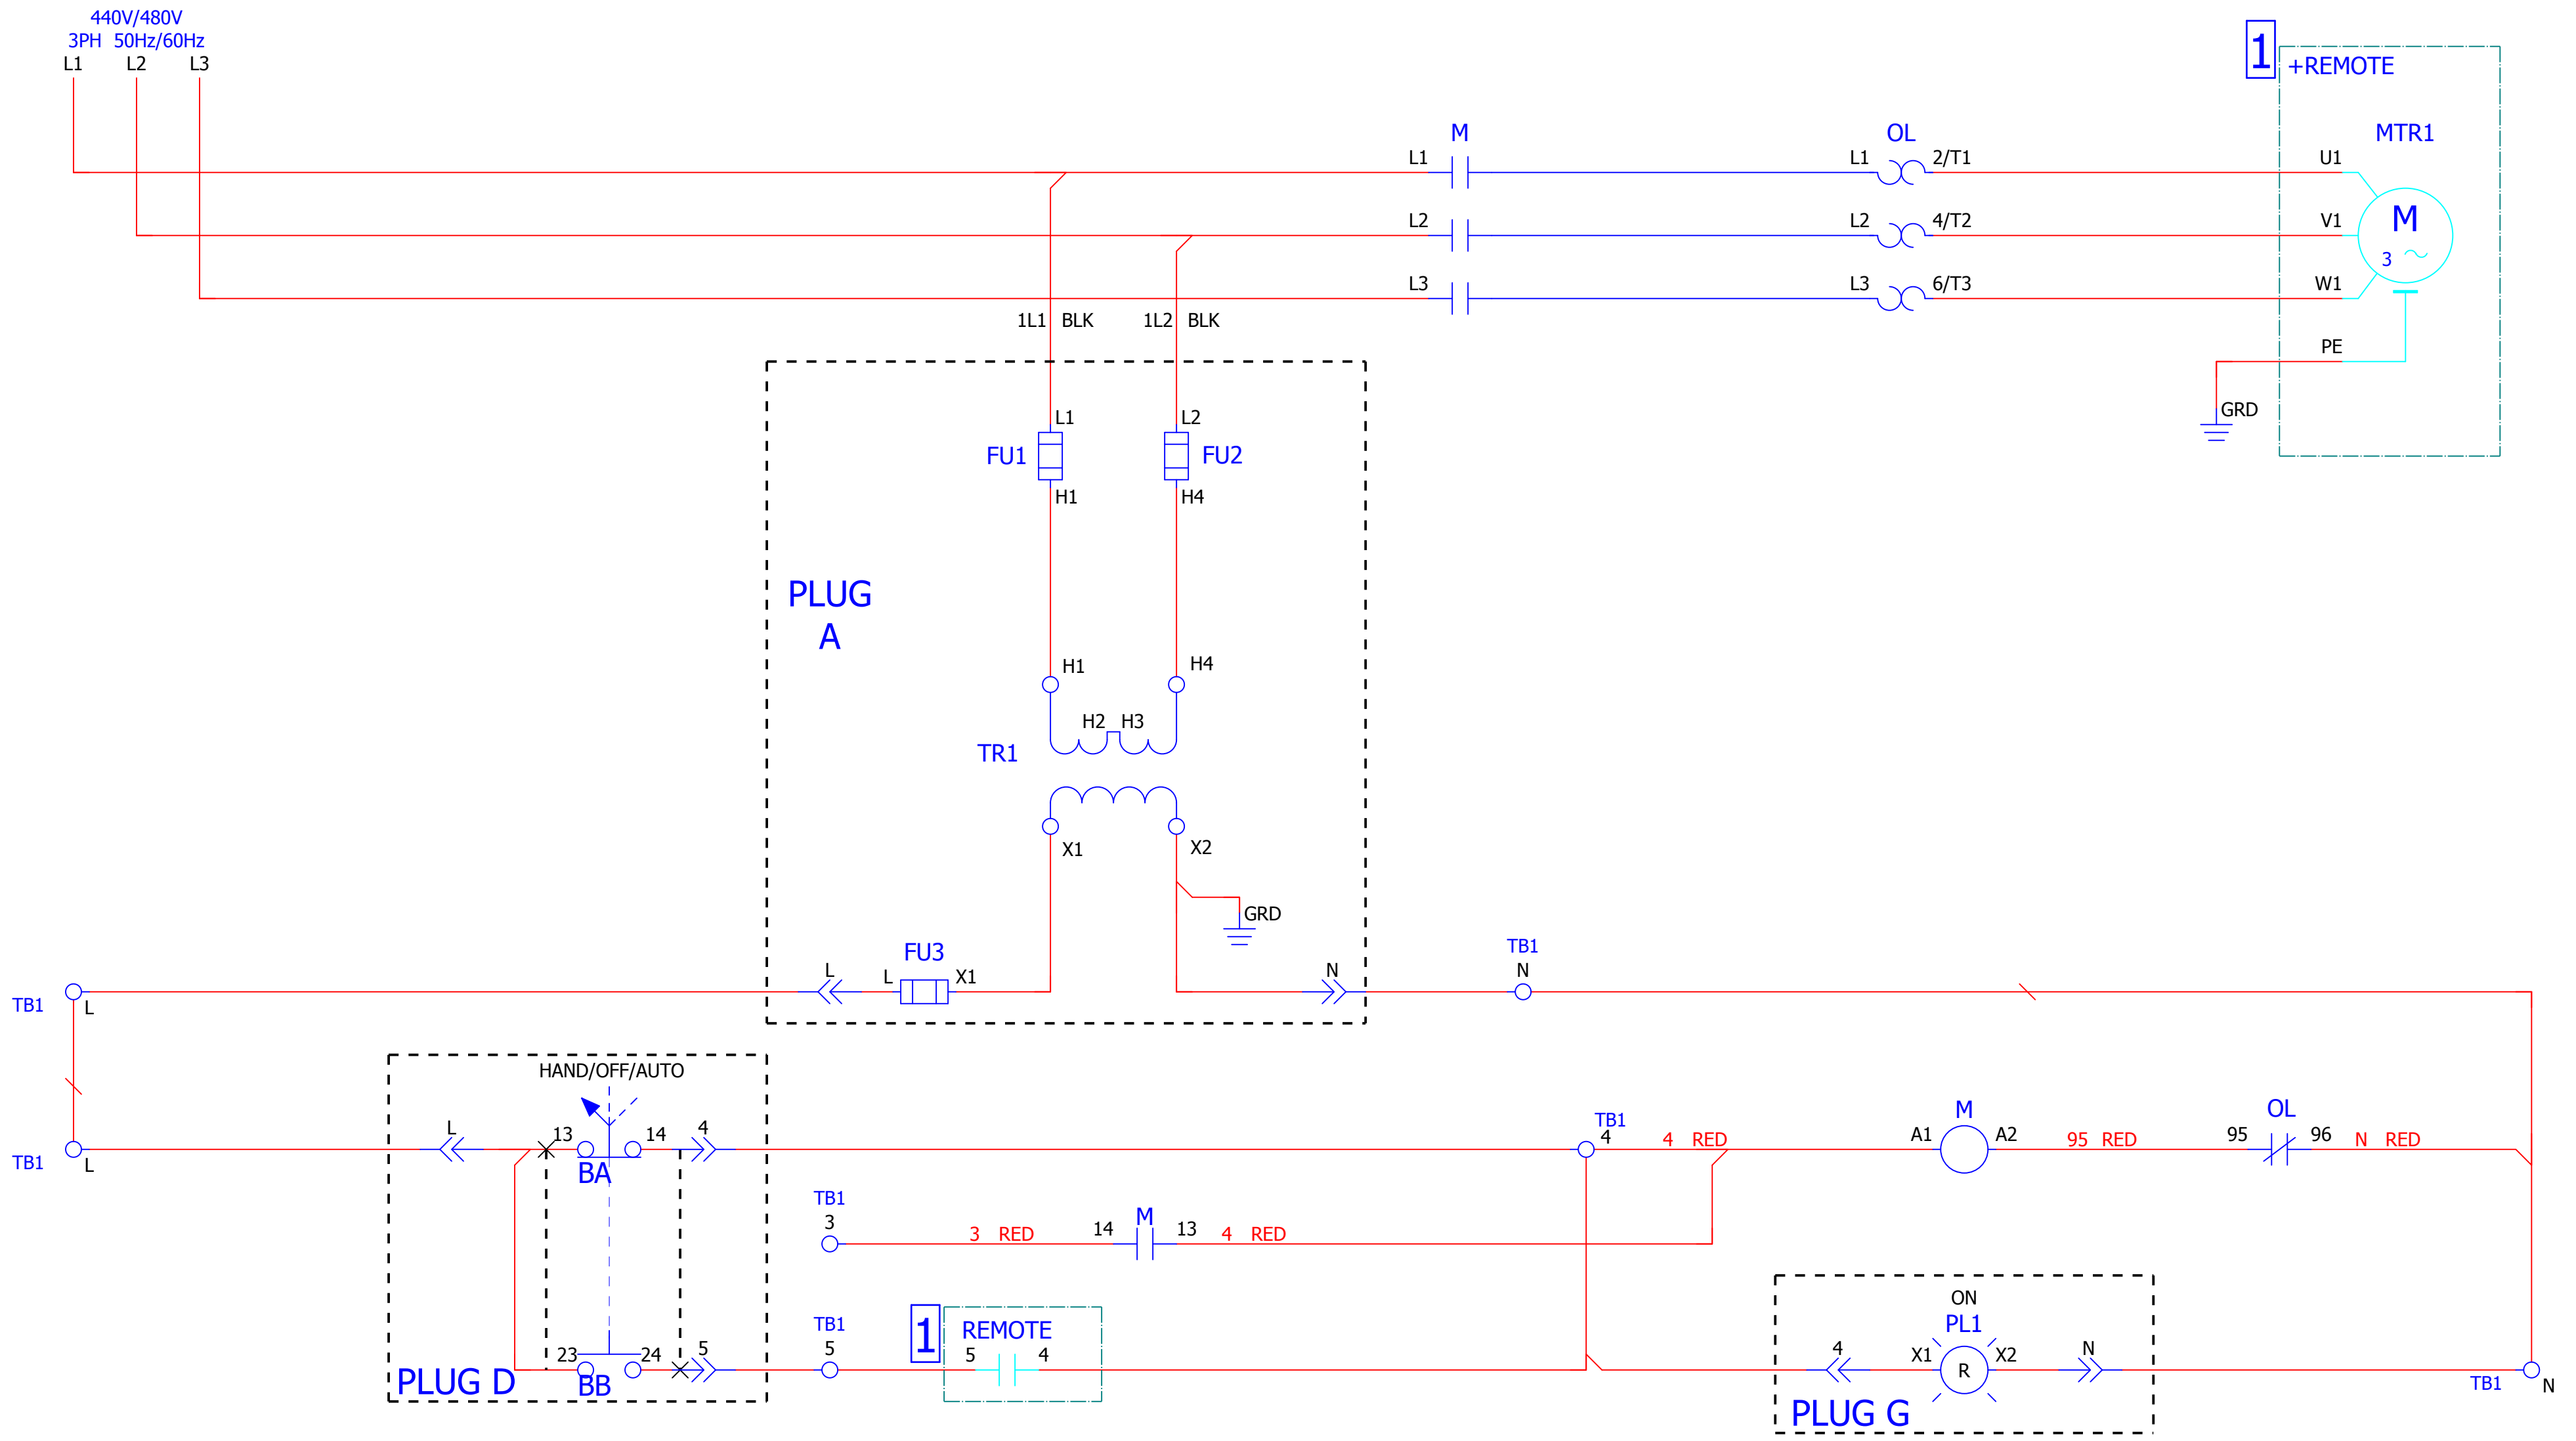 440V/480V
3PH 50Hz/60Hz
L1 L2 L3
1
+REMOTE
M OL MTR1
L1 L1 2/T1 U1
L2 L2 4/T2 V1
M
3
L3 L3 6/T3 W1
1L1 BLK 1L2 BLK
PE
GRD
L1 L2
FU1 FU2
H1 H4
PLUG
A
H1 H4
H2 H3
TR1
X1 X2
GRD
FU3
TB1
L L X1 N N
TB1 L
HAND/OFF/AUTO
L 13 14 4
TB1 L
BA
TB1
4
4 RED
M
A1 A2
95 RED
OL
95 96
N RED
TB1
3
3 RED 14 M 13 4 RED
TB1
5
1
REMOTE
5 4
23 24 5
BB
PLUG D
ON
PL1
4 X1 R X2 N
PLUG G
TB1 N